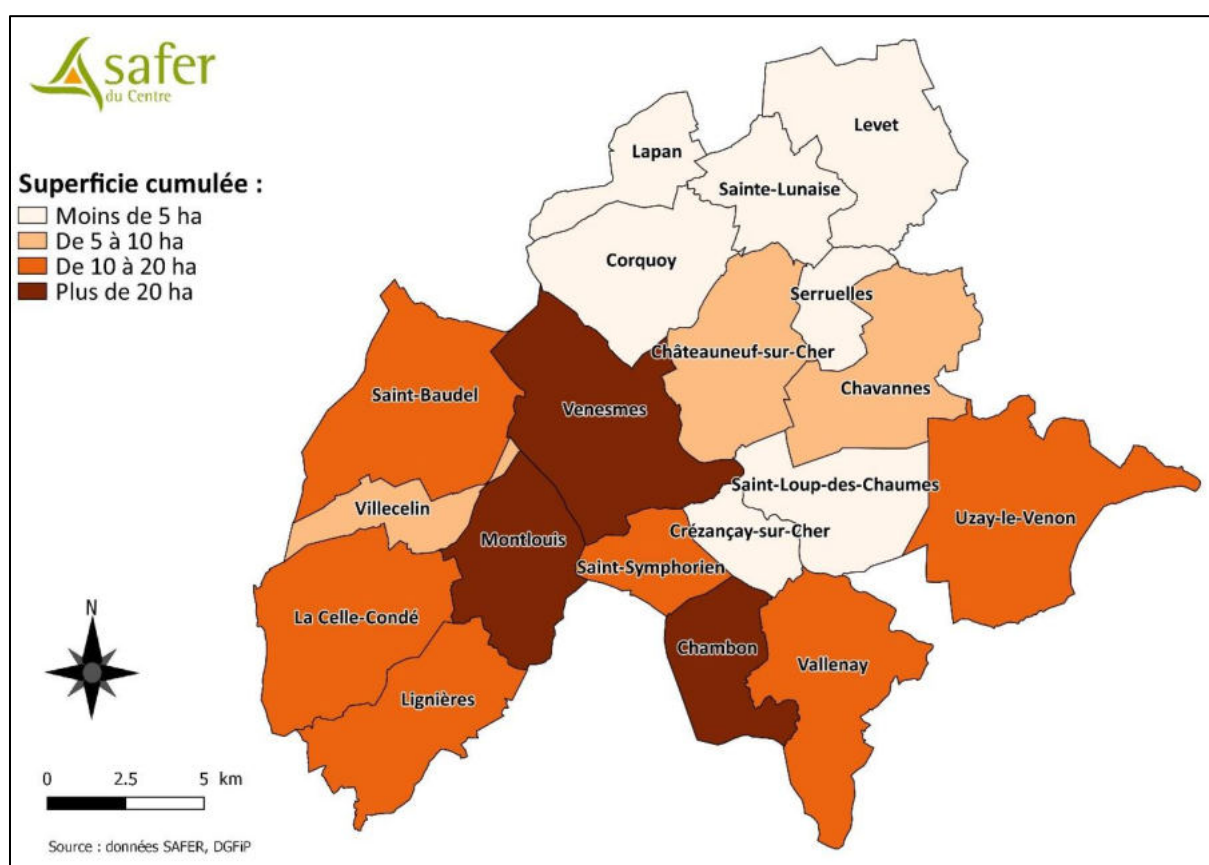 safer
du Centre
Superficie cumulée :
Moins de 5 ha
De 5 à 10 ha
De 10 à 20 ha
Plus de 20 ha
Levet
Lapan
Sainte-Lunaise
Corquoy
Serruelles
Châteauneuf-sur-Cher
Chavannes
Saint-Baudel
Venesmes
Saint-Loup-des-Chaumes
Villecelin
Uzay-le-Venon
Crézançay-sur-Cher
Montlouis
Saint-Symphorien
La Celle-Condé
Chambon
Vallenay
Lignières
N
0 2.5 5 km
Source : données SAFER, DGFiP